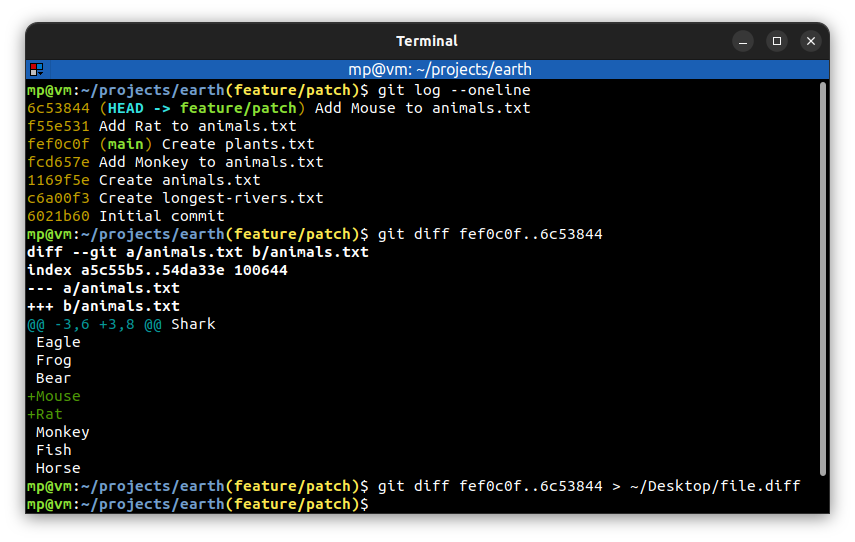 Terminal
mp@vm: ~/projects/earth
mp@vm:~/projects/earth(feature/patch)$ git log --oneline
6c53844 (HEAD -> feature/patch) Add Mouse to animals.txt
f55e531 Add Rat to animals.txt
fef0c0f (main) Create plants.txt
fcd657e Add Monkey to animals.txt
1169f5e Create animals.txt
c6a00f3 Create longest-rivers.txt
6021b60 Initial commit
mp@vm:~/projects/earth(feature/patch)$ git diff fef0c0f..6c53844
diff --git a/animals.txt b/animals.txt
index a5c55b5..54da33e 100644
--- a/animals.txt
+++ b/animals.txt
@@ -3,6 +3,8 @@ Shark
 Eagle
 Frog
 Bear
+Mouse
+Rat
 Monkey
 Fish
 Horse
mp@vm:~/projects/earth(feature/patch)$ git diff fef0c0f..6c53844 > ~/Desktop/file.diff
mp@vm:~/projects/earth(feature/patch)$